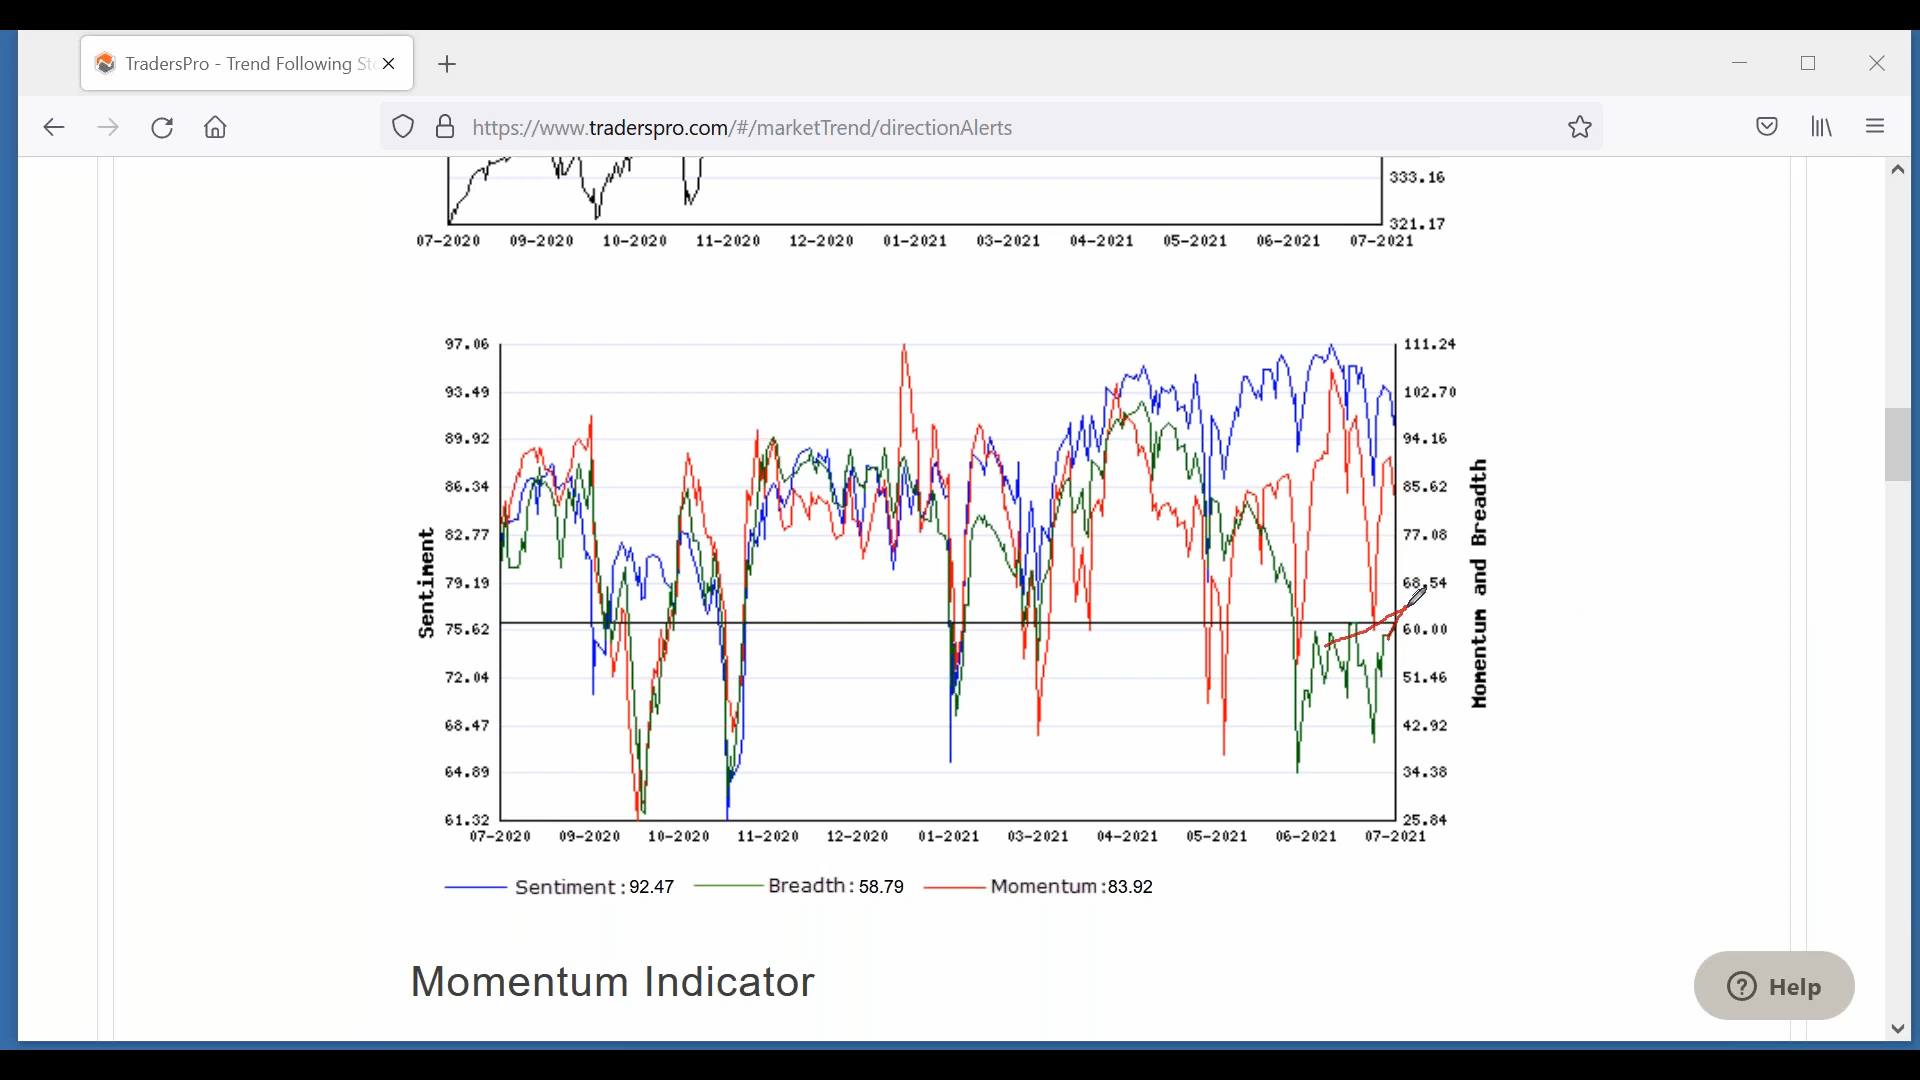 TradersPro - Trend Following St
https://www.traderspro.com/#/marketTrend/directionAlerts
333.16
321.17
07-2020 09-2020 10-2020 11-2020 12-2020 01-2021 03-2021 04-2021 05-2021 06-2021 07-2021
97.06 111.24
93.49 102.70
89.92 94.16
86.34 85.62
82.77 77.08
79.19 68.54
75.62 60.00
72.04 51.46
68.47 42.92
64.89 34.38
61.32 25.84
Sentiment
Momentum and Breadth
07-2020 09-2020 10-2020 11-2020 12-2020 01-2021 03-2021 04-2021 05-2021 06-2021 07-2021
Sentiment : 92.47 Breadth : 58.79 Momentum :83.92
Momentum Indicator
? Help